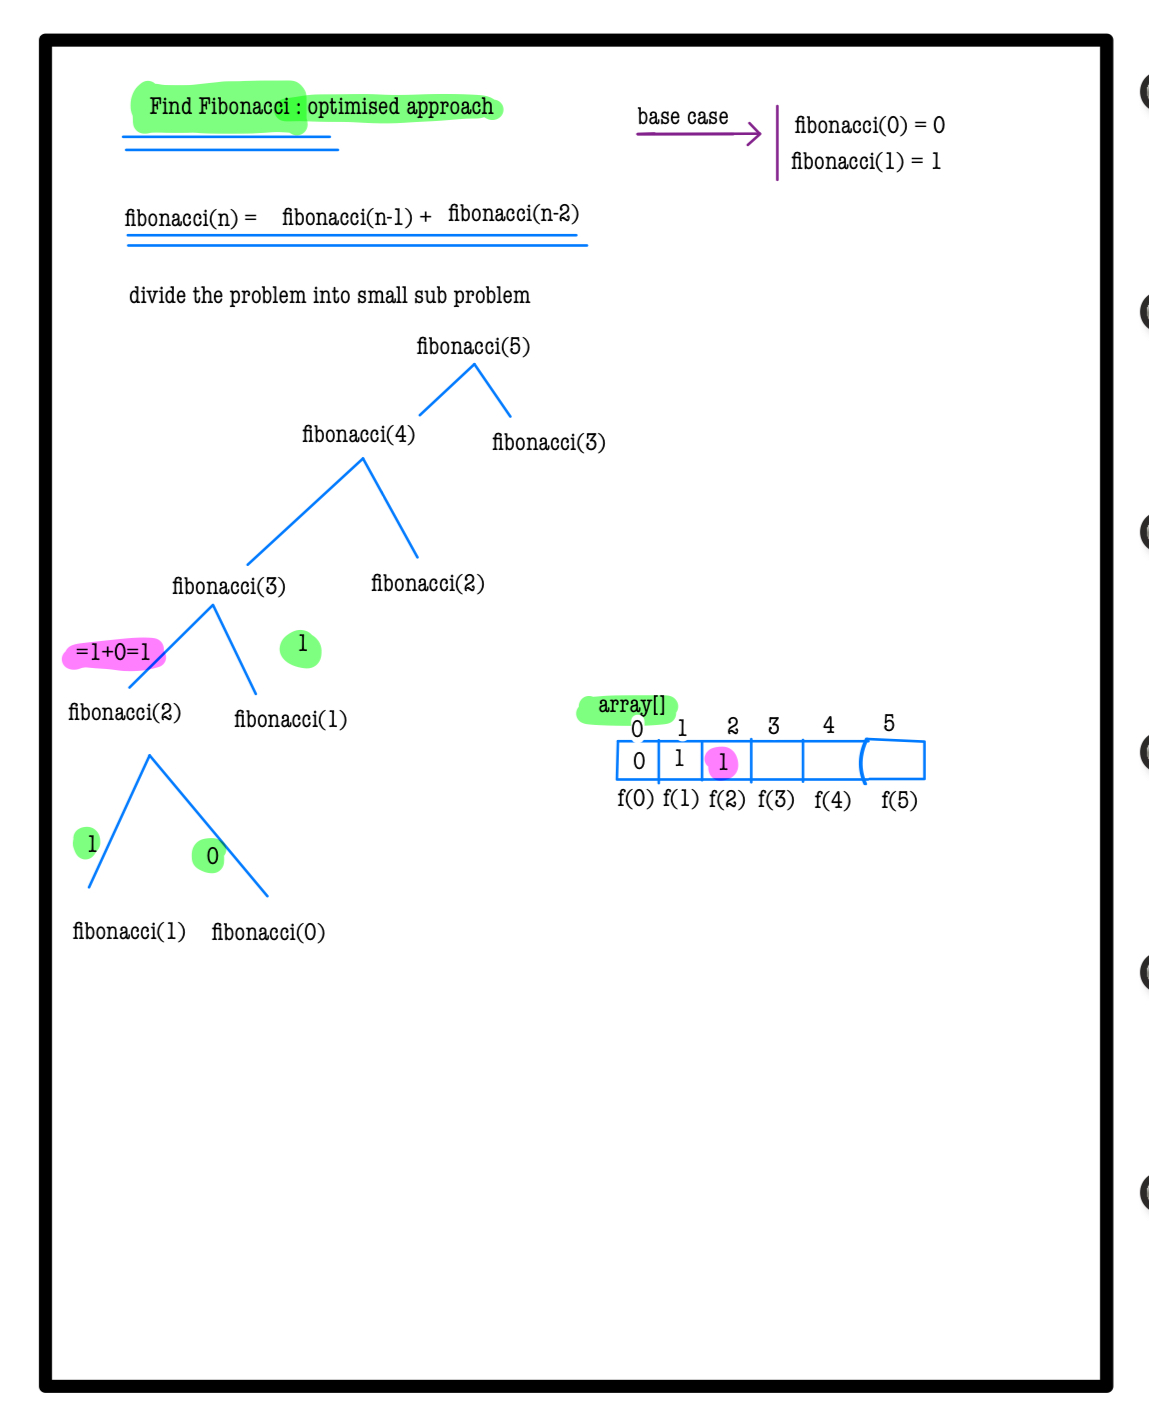 Find Fibonacci : optimised approach
base case
fibonacci(0) = 0
fibonacci(1) = 1
fibonacci(n) = fibonacci(n-1) + fibonacci(n-2)
divide the problem into small sub problem
fibonacci(5)
fibonacci(4)
fibonacci(3)
fibonacci(3)
fibonacci(2)
=1+0=1
1
fibonacci(2)
fibonacci(1)
1
0
fibonacci(1)
fibonacci(0)
array[]
0 1 2 3 4 5
0 1 1
f(0) f(1) f(2) f(3) f(4) f(5)